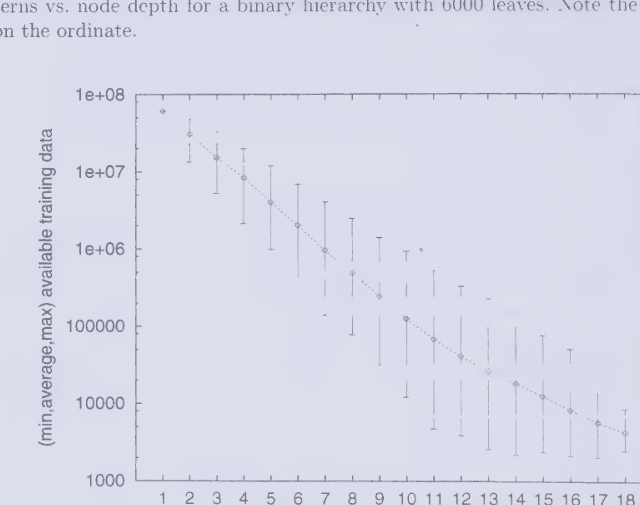 vs. node depth for a binary hierarchy with 6000 leaves. Note the
on the ordinate.
1e+08
1e+07
1e+06
100000
10000
1000
(min,average,max) available training data
1 2 3 4 5 6 7 8 9 10 11 12 13 14 15 16 17 18